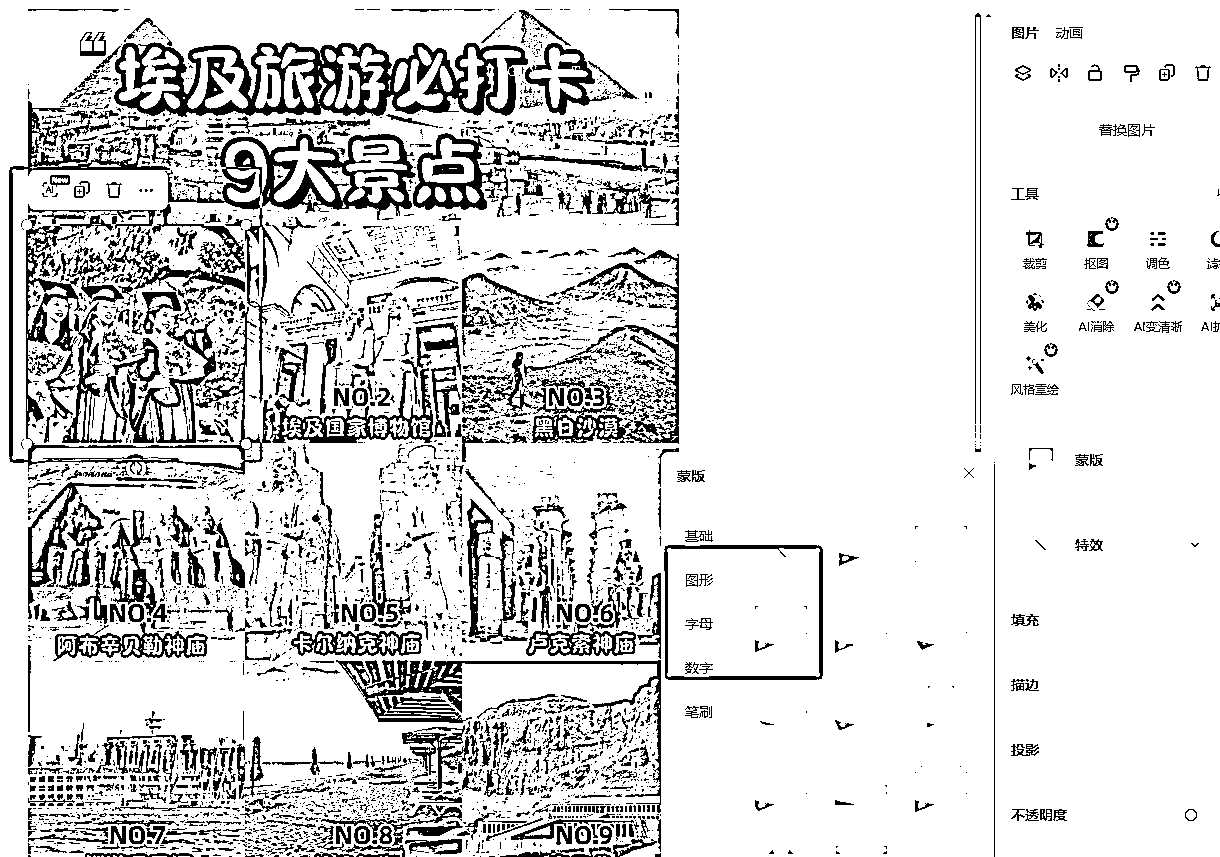 埃及旅游必打卡
9大景点
New
AI
NO.2
埃及国家博物馆
NO.3
黑白沙漠
NO.4
阿布辛贝勒神庙
NO.5
卡尔纳克神庙
NO.6
卢克索神庙
NO.7
NO.8
NO.9
蒙版
基础
图形
字母
数字
笔刷
图片 动画
替换图片
工具
裁剪 抠图 调色
美化 AI消除 AI变清晰
风格重绘
蒙版
特效
填充
描边
投影
不透明度